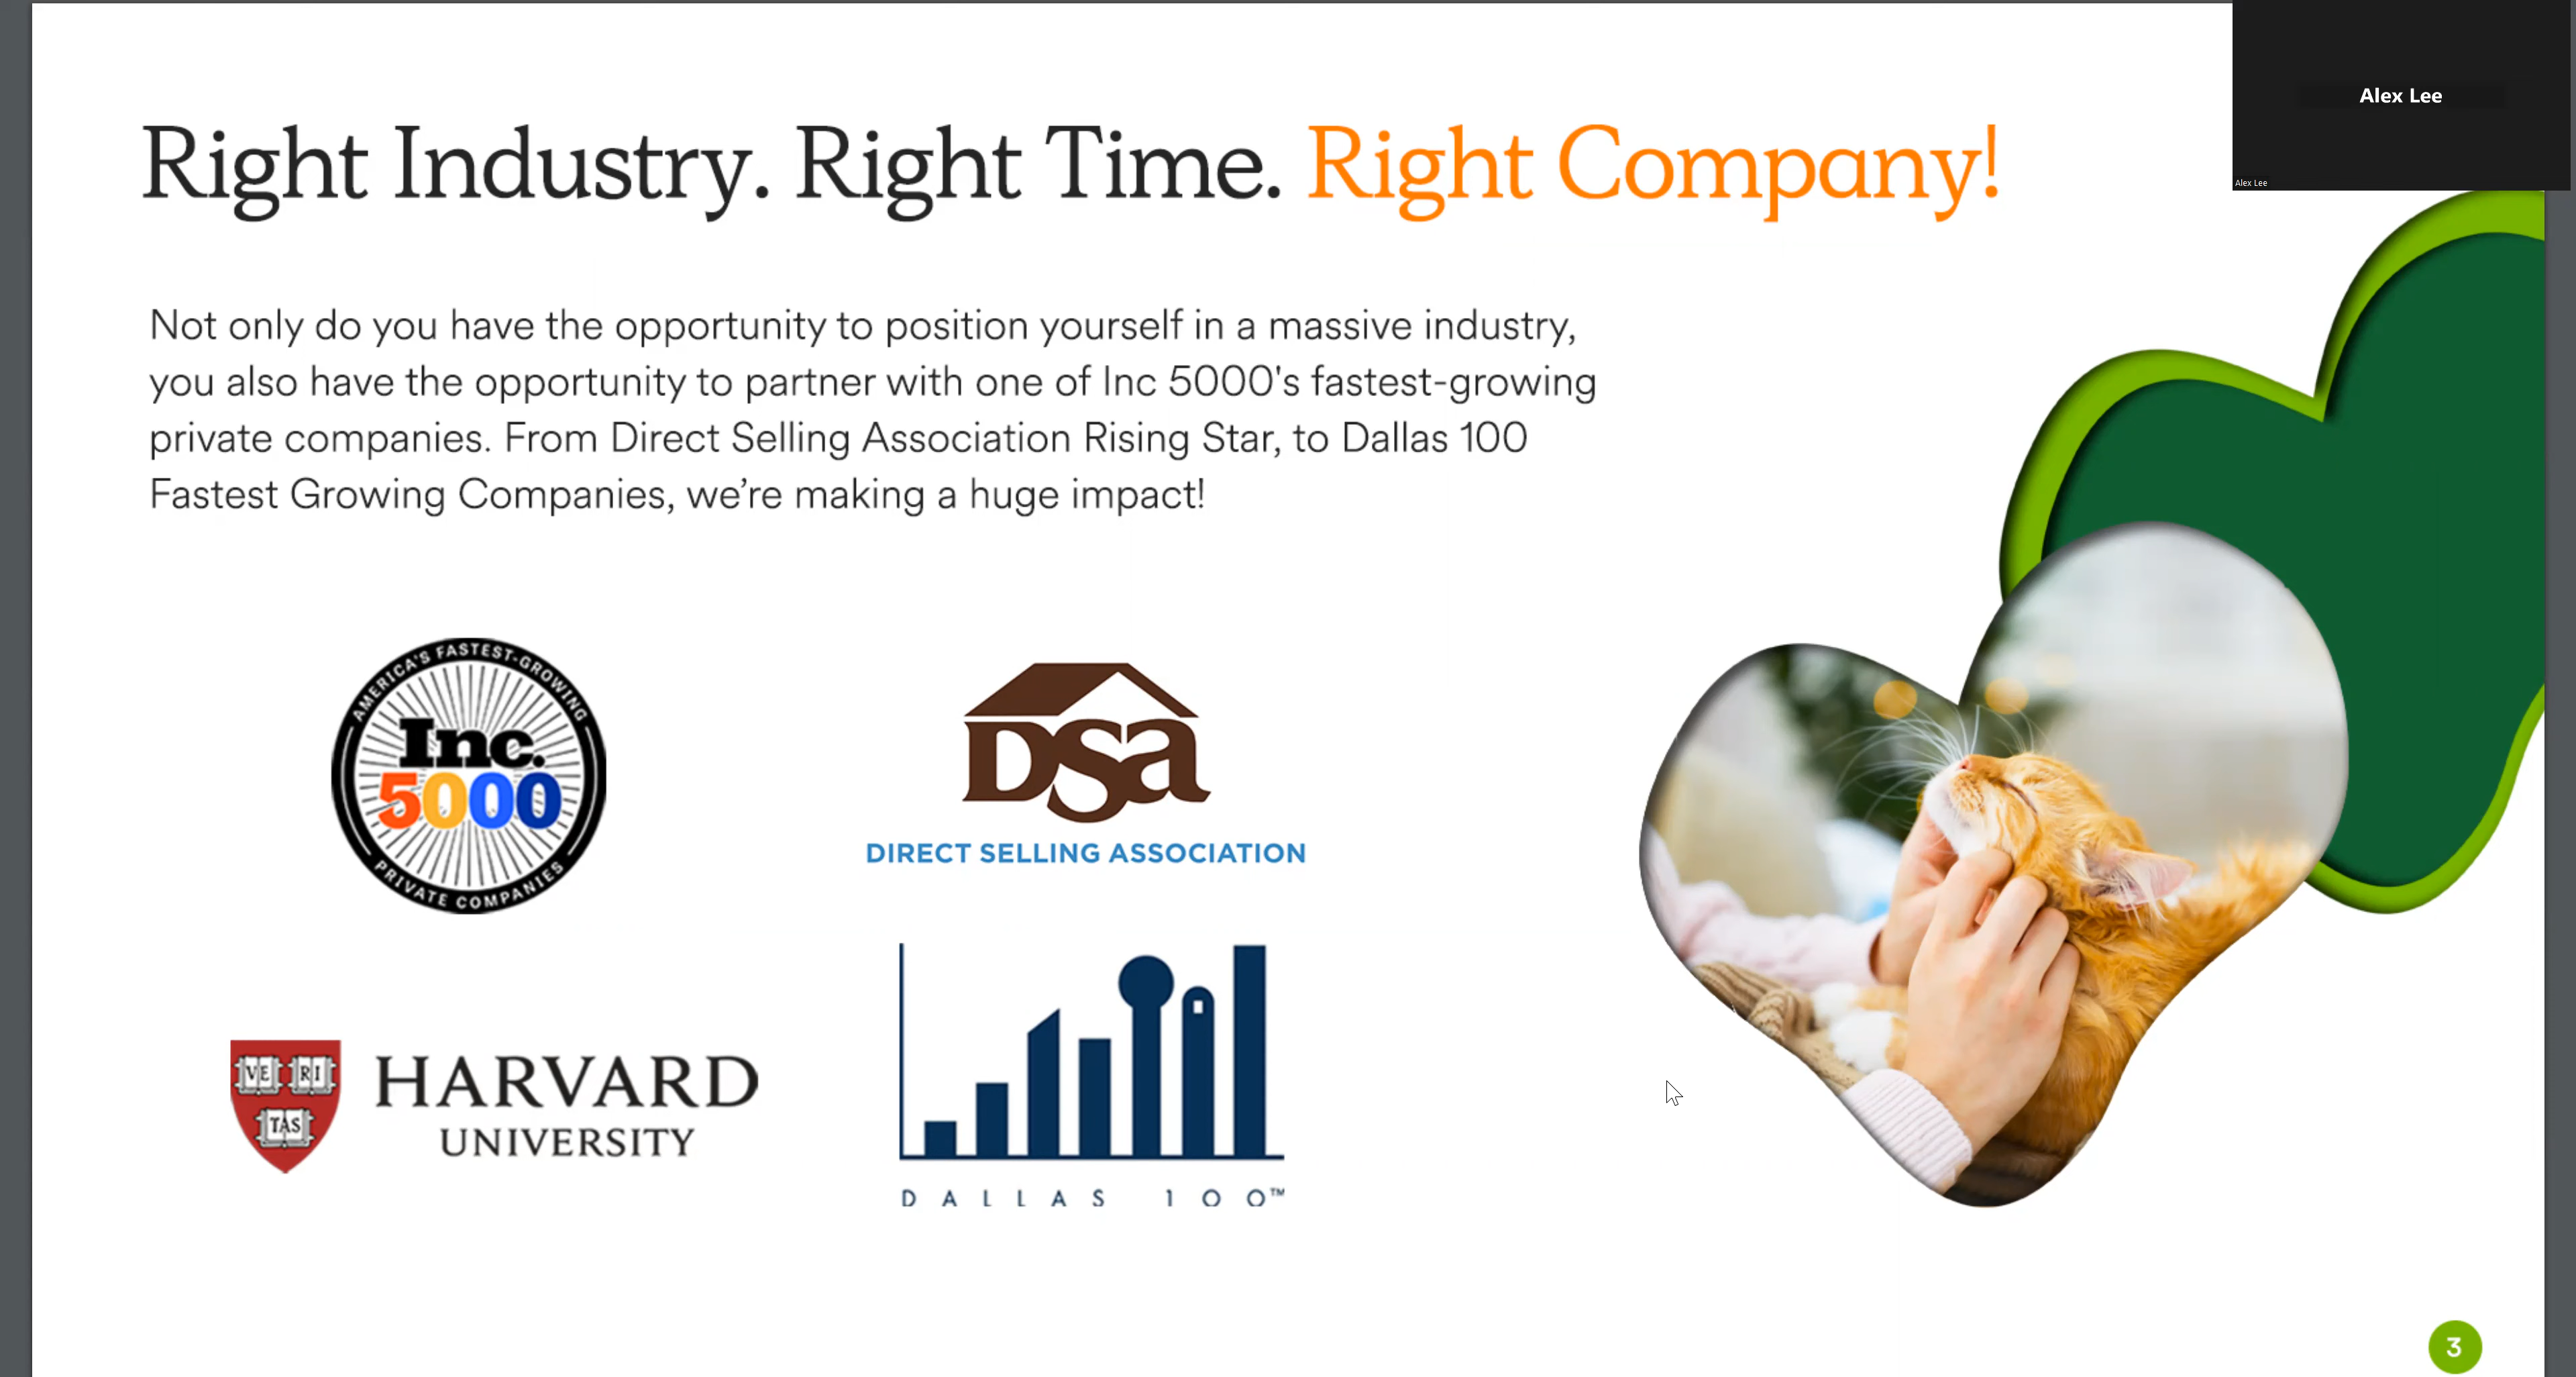 Alex Lee
Alex Lee
Right Industry. Right Time. Right Company!
Not only do you have the opportunity to position yourself in a massive industry,
you also have the opportunity to partner with one of Inc 5000's fastest-growing
private companies. From Direct Selling Association Rising Star, to Dallas 100
Fastest Growing Companies, we’re making a huge impact!
AMERICA'S FASTEST-GROWING
Inc.
5000
PRIVATE COMPANIES
DSa
DIRECT SELLING ASSOCIATION
VE RI
TAS
HARVARD
UNIVERSITY
DALLAS 100™
3